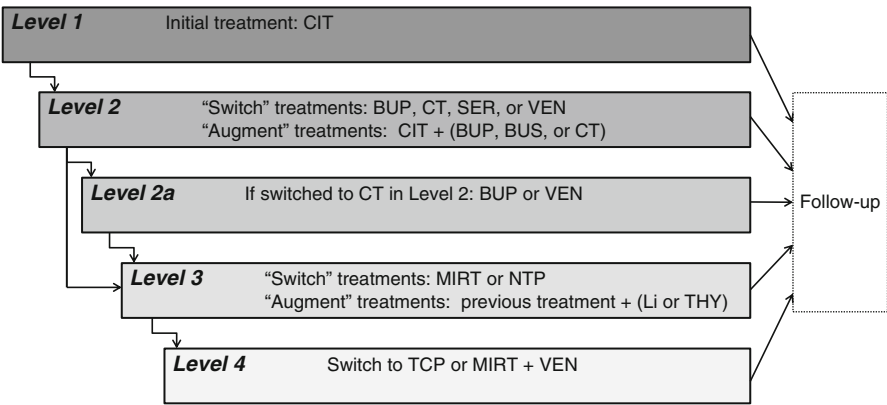 Level 1 Initial treatment: CIT
Level 2 “Switch” treatments: BUP, CT, SER, or VEN
“Augment” treatments: CIT + (BUP, BUS, or CT)
Level 2a If switched to CT in Level 2: BUP or VEN
Follow-up
Level 3 “Switch” treatments: MIRT or NTP
“Augment” treatments: previous treatment + (Li or THY)
Level 4 Switch to TCP or MIRT + VEN